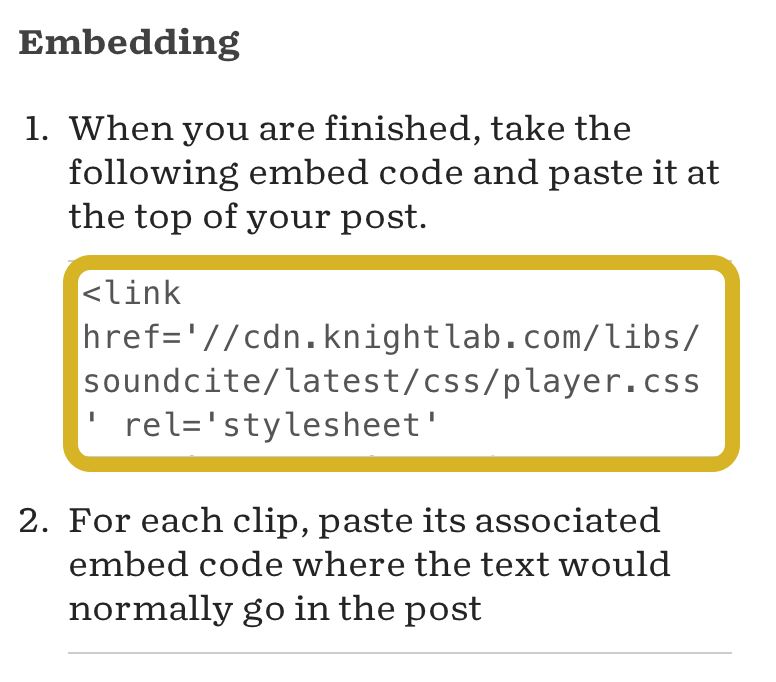 Embedding
1. When you are finished, take the
following embed code and paste it at
the top of your post.
<link
href='//cdn.knightlab.com/libs/
soundcite/latest/css/player.css
' rel='stylesheet'
2. For each clip, paste its associated
embed code where the text would
normally go in the post